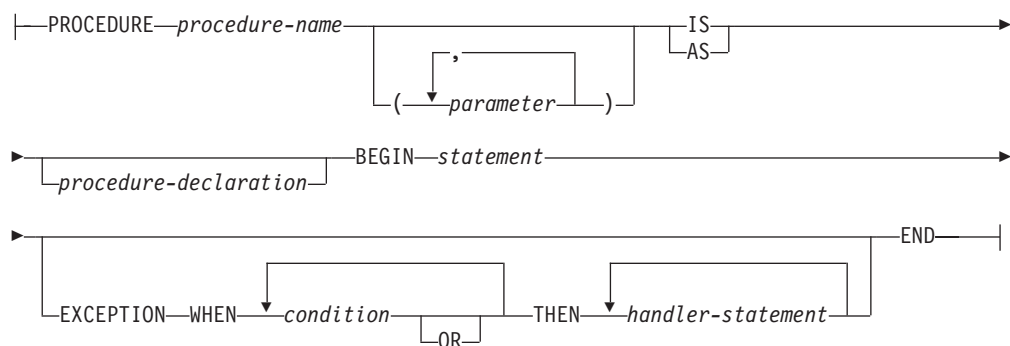 PROCEDURE procedure-name IS
AS
,
( parameter )
procedure-declaration BEGIN statement
END
EXCEPTION WHEN condition THEN handler-statement
OR